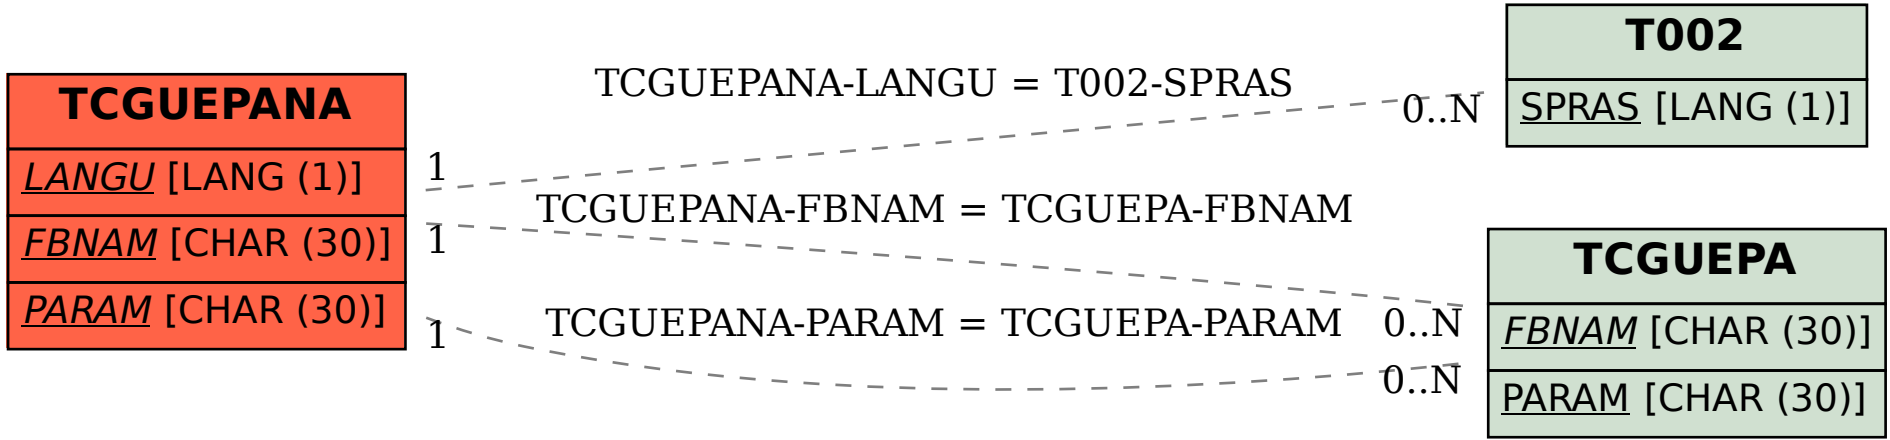 TCGUEPANA
LANGU [LANG (1)]
FBNAM [CHAR (30)]
PARAM [CHAR (30)]
TCGUEPANA-LANGU = T002-SPRAS
1
0..N
TCGUEPANA-FBNAM = TCGUEPA-FBNAM
1
0..N
TCGUEPANA-PARAM = TCGUEPA-PARAM
1
0..N
T002
SPRAS [LANG (1)]
TCGUEPA
FBNAM [CHAR (30)]
PARAM [CHAR (30)]